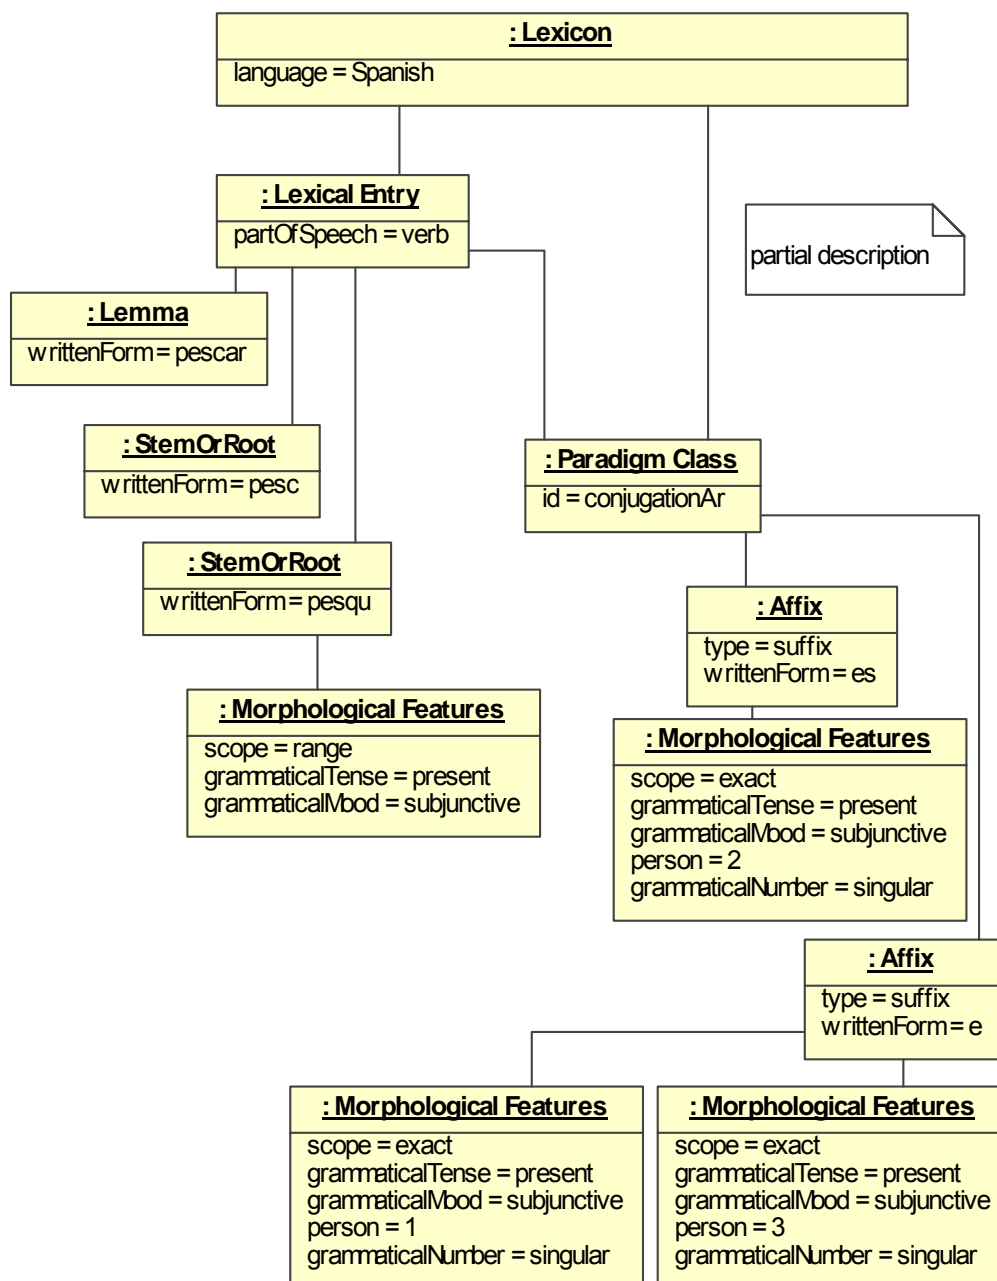 : Lexicon
language = Spanish
: Lexical Entry
partOfSpeech = verb
partial description
: Lemma
writtenForm = pescar
: StemOrRoot
writtenForm = pesc
: Paradigm Class
id = conjugationAr
: StemOrRoot
writtenForm = pesqu
: Affix
type = suffix
writtenForm = es
: Morphological Features
scope = range
grammaticalTense = present
grammaticalMood = subjunctive
: Morphological Features
scope = exact
grammaticalTense = present
grammaticalMood = subjunctive
person = 2
grammaticalNumber = singular
: Affix
type = suffix
writtenForm = e
: Morphological Features
scope = exact
grammaticalTense = present
grammaticalMood = subjunctive
person = 1
grammaticalNumber = singular
: Morphological Features
scope = exact
grammaticalTense = present
grammaticalMood = subjunctive
person = 3
grammaticalNumber = singular